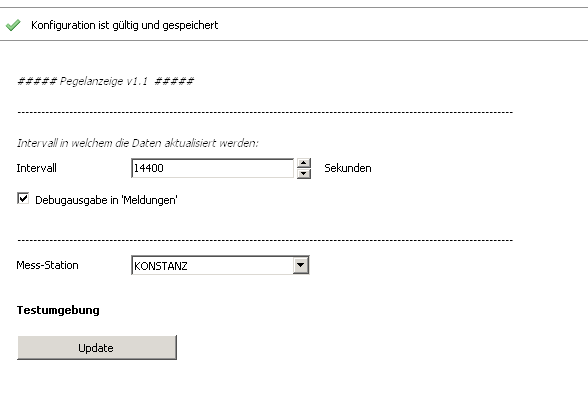 Konfiguration ist gültig und gespeichert
##### Pegelanzeige v1.1. #####
Intervall in welchem die Daten aktualisiert werden:
Intervall 14400 Sekunden
Debugausgabe in 'Meldungen'
Mess-Station KONSTANZ
Testumgebung
Update